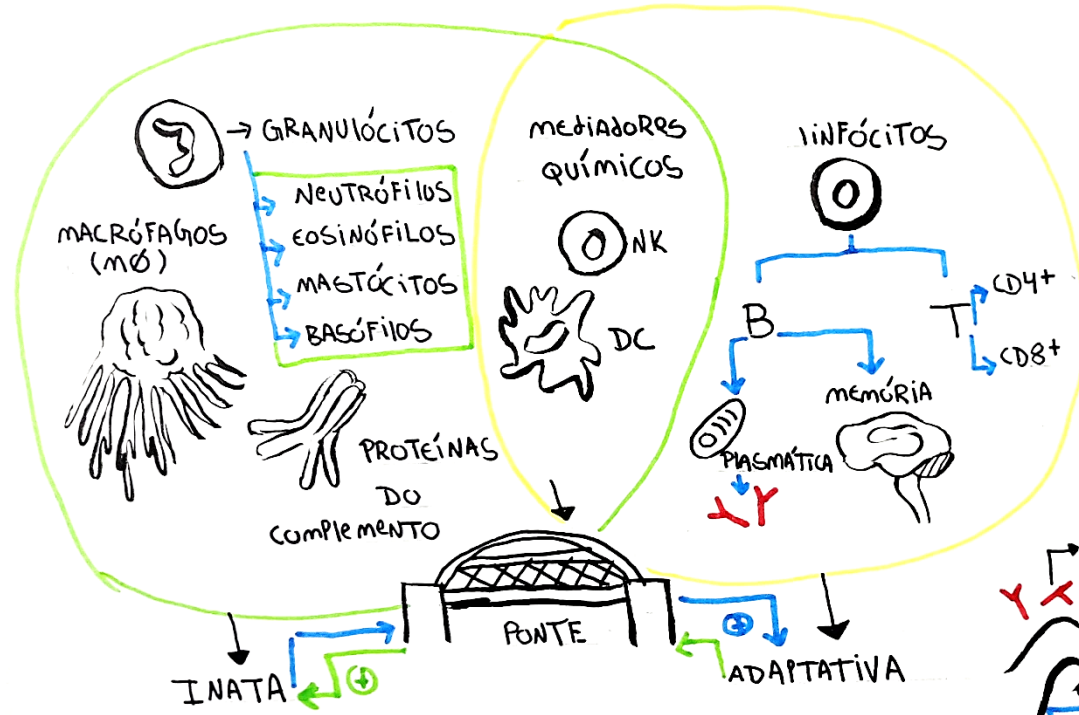 GRANULÓCITOS
NEUTRÓFILOS
EOSINÓFILOS
MASTÓCITOS
BASÓFILOS
MACRÓFAGOS
(MØ)
PROTEÍNAS
DO
COMPLEMENTO
MEDIADORES
QUÍMICOS
NK
DC
LINFÓCITOS
B
T
CD4+
CD8+
PLASMÁTICA
MEMÓRIA
INATA
+
PONTE
+
ADAPTATIVA